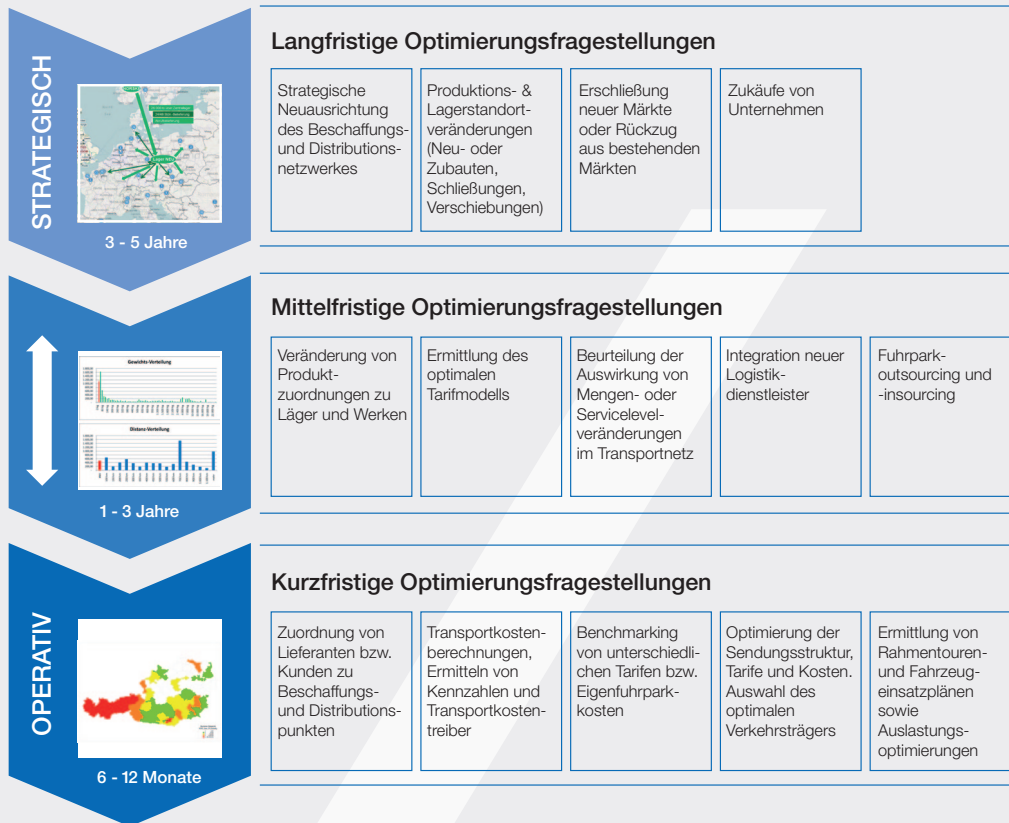 STRATEGISCH
3 - 5 Jahre
Langfristige Optimierungsfragestellungen
Strategische
Neuausrichtung
des Beschaffungs-
und Distributions-
netzwerkes
Produktions- &
Lagerstandort-
veränderungen
(Neu- oder
Zubauten,
Schließungen,
Verschiebungen)
Erschließung
neuer Märkte
oder Rückzug
aus bestehenden
Märkten
Zukäufe von
Unternehmen
Gewichts-Verteilung
Distanz-Verteilung
1 - 3 Jahre
Mittelfristige Optimierungsfragestellungen
Veränderung von
Produkt-
zuordnungen zu
Läger und Werken
Ermittlung des
optimalen
Tarifmodells
Beurteilung der
Auswirkung von
Mengen- oder
Servicelevel-
veränderungen
im Transportnetz
Integration neuer
Logistik-
dienstleister
Fuhrpark-
outsourcing und
-insourcing
OPERATIV
6 - 12 Monate
Kurzfristige Optimierungsfragestellungen
Zuordnung von
Lieferanten bzw.
Kunden zu
Beschaffungs-
und Distributions-
punkten
Transportkosten-
berechnungen,
Ermitteln von
Kennzahlen und
Transportkosten-
treiber
Benchmarking
von unterschiedli-
chen Tarifen bzw.
Eigenfuhrpark-
kosten
Optimierung der
Sendungsstruktur,
Tarife und Kosten.
Auswahl des
optimalen
Verkehrsträgers
Ermittlung von
Rahmentouren-
und Fahrzeug-
einsatzplänen
sowie
Auslastungs-
optimierungen